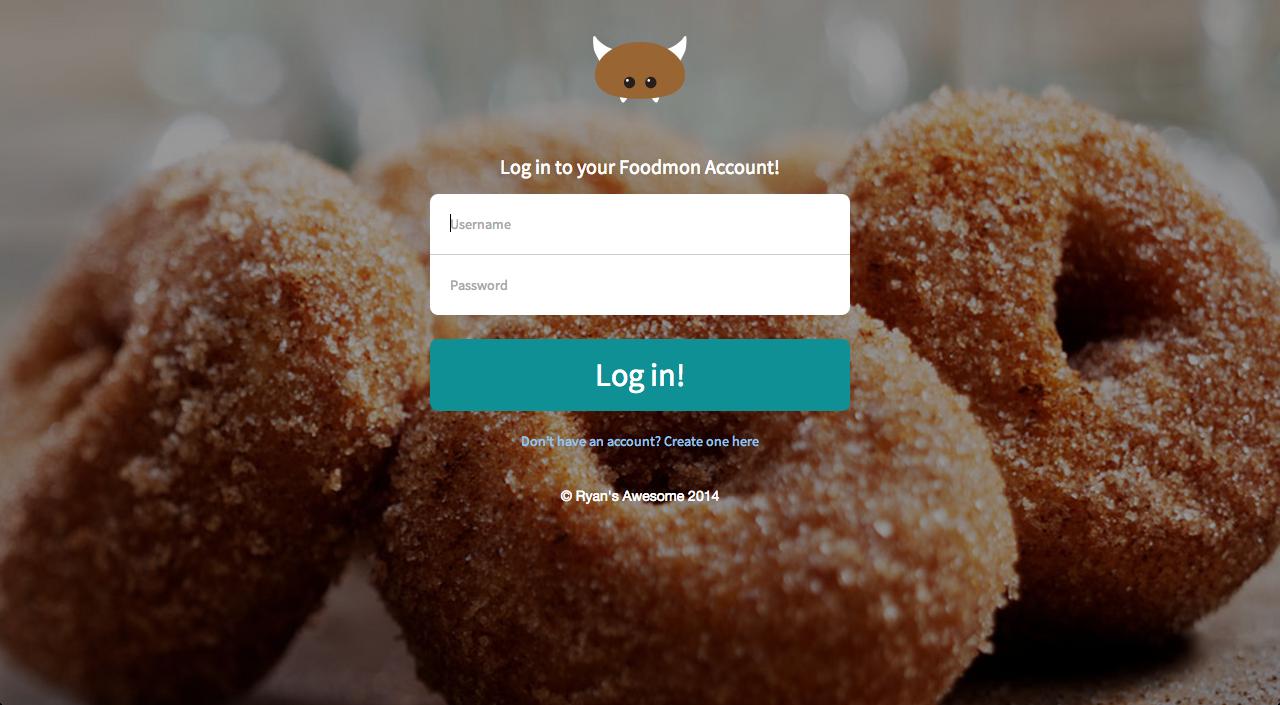 Log in to your Foodmon Account!
Username
Password
Log in!
Don't have an account? Create one here
© Ryan's Awesome 2014